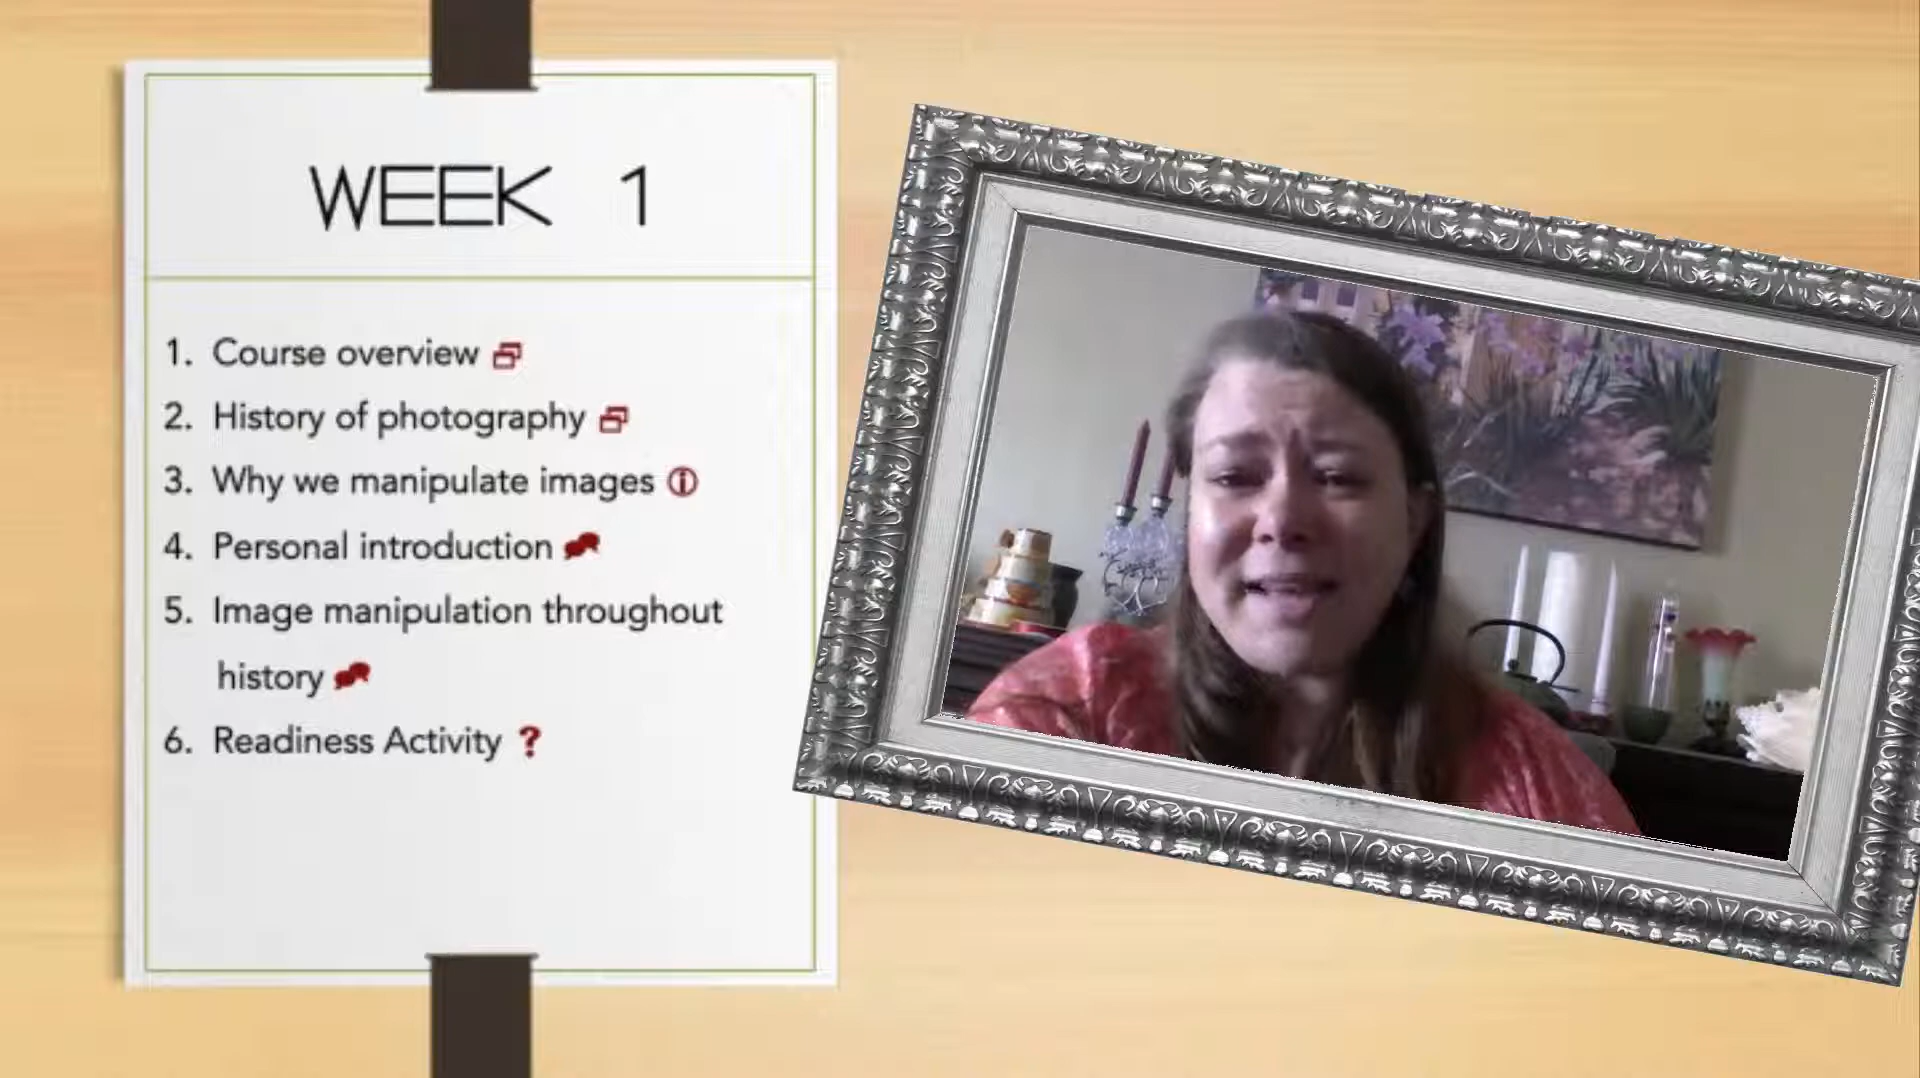 WEEK 1
1. Course overview
2. History of photography
3. Why we manipulate images
4. Personal introduction
5. Image manipulation throughout
history
6. Readiness Activity ?